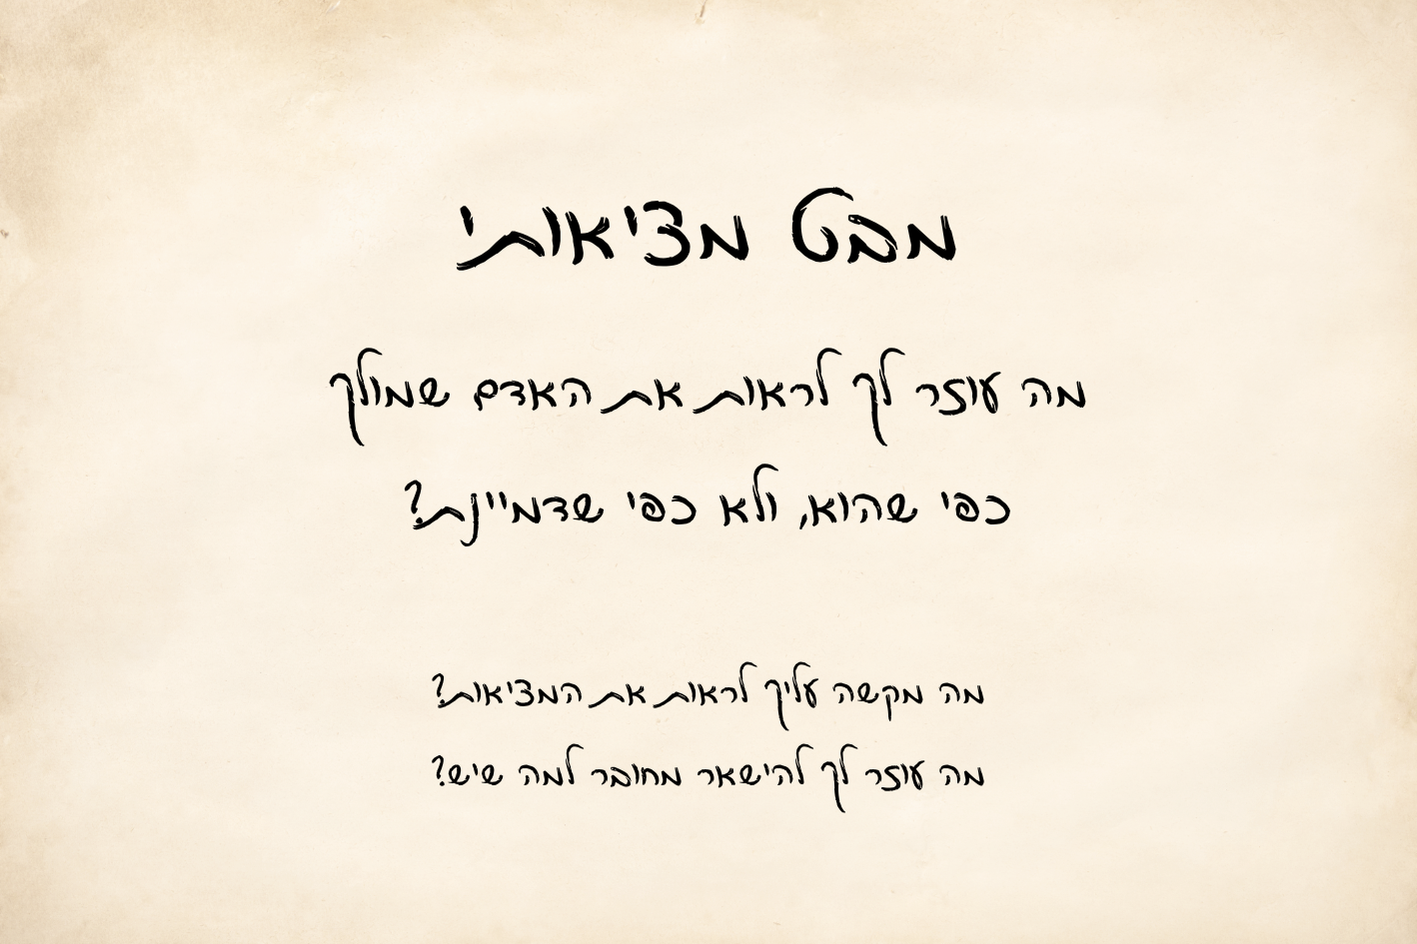 מבט מציאותי
מה עוזר לך לראות את האדם שמולך
כפי שהוא, ולא כפי שדמיינת?
מה מקשה עליך לראות את המציאות?
מה עוזר לך להישאר מחובר למה שיש?